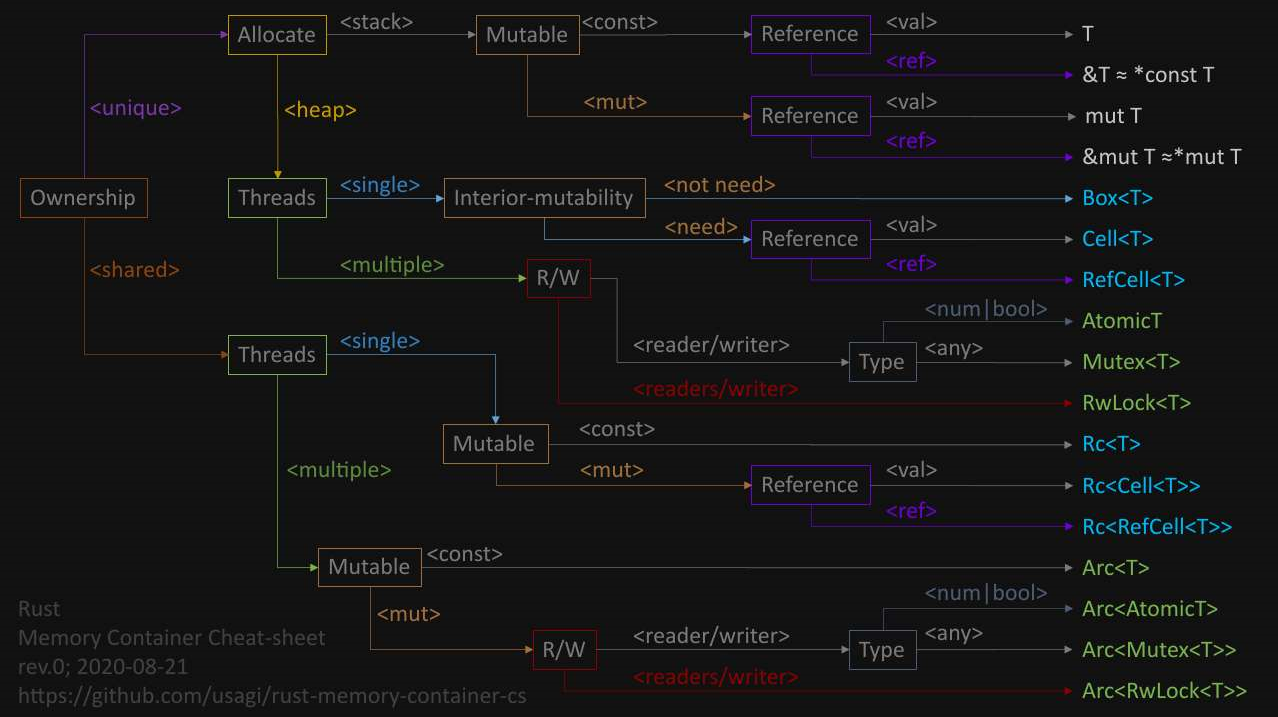 Allocate
<stack>
Mutable
<const>
Reference
<val>
T
<ref>
&T ≈ *const T
<unique>
<heap>
<mut>
Reference
<val>
mut T
<ref>
&mut T ≈*mut T
Ownership
Threads
<single>
Interior-mutability
<not need>
Box<T>
<need>
Reference
<val>
Cell<T>
<ref>
RefCell<T>
<shared>
<multiple>
R/W
<num|bool>
AtomicT
<reader/writer>
Type
<any>
Mutex<T>
<readers/writer>
RwLock<T>
Threads
<single>
Mutable
<const>
Rc<T>
<multiple>
<mut>
Reference
<val>
Rc<Cell<T>>
<ref>
Rc<RefCell<T>>
Mutable
<const>
Arc<T>
<mut>
R/W
<num|bool>
Arc<AtomicT>
<reader/writer>
Type
<any>
Arc<Mutex<T>>
<readers/writer>
Arc<RwLock<T>>
Rust
Memory Container Cheat-sheet
rev.0; 2020-08-21
https://github.com/usagi/rust-memory-container-cs